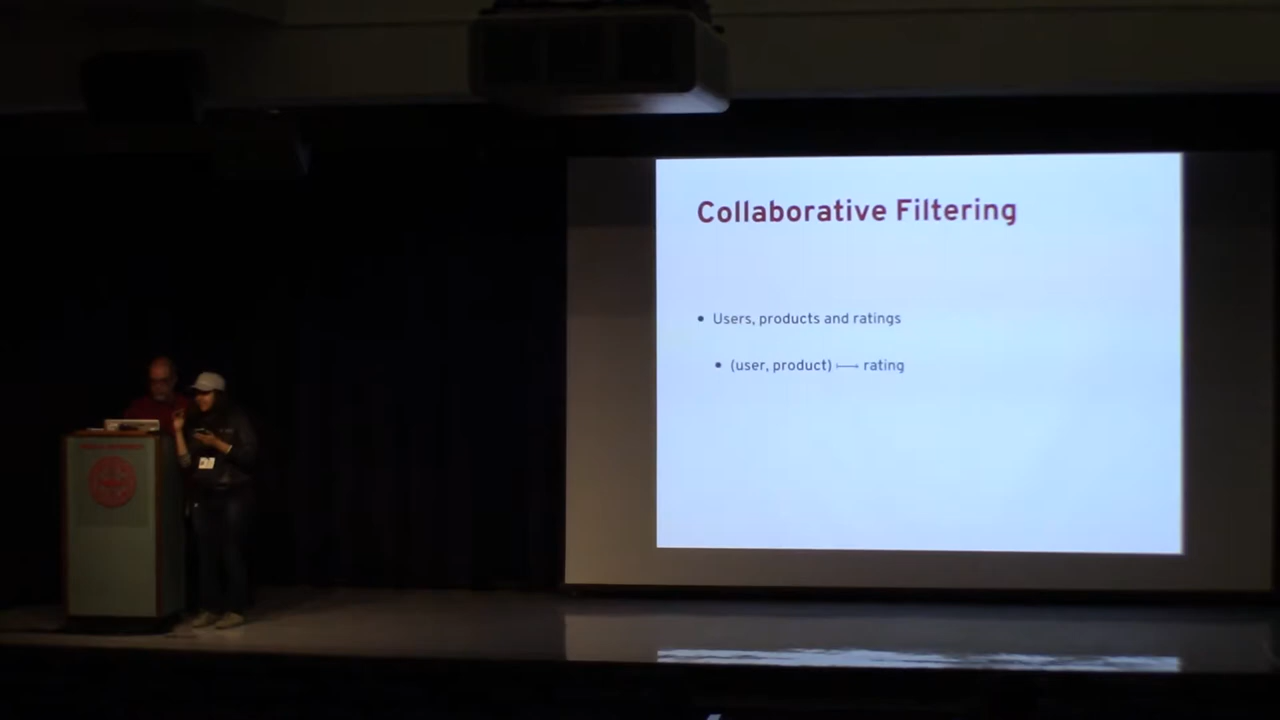 Collaborative Filtering
• Users, products and ratings
• (user, product) ⟼ rating